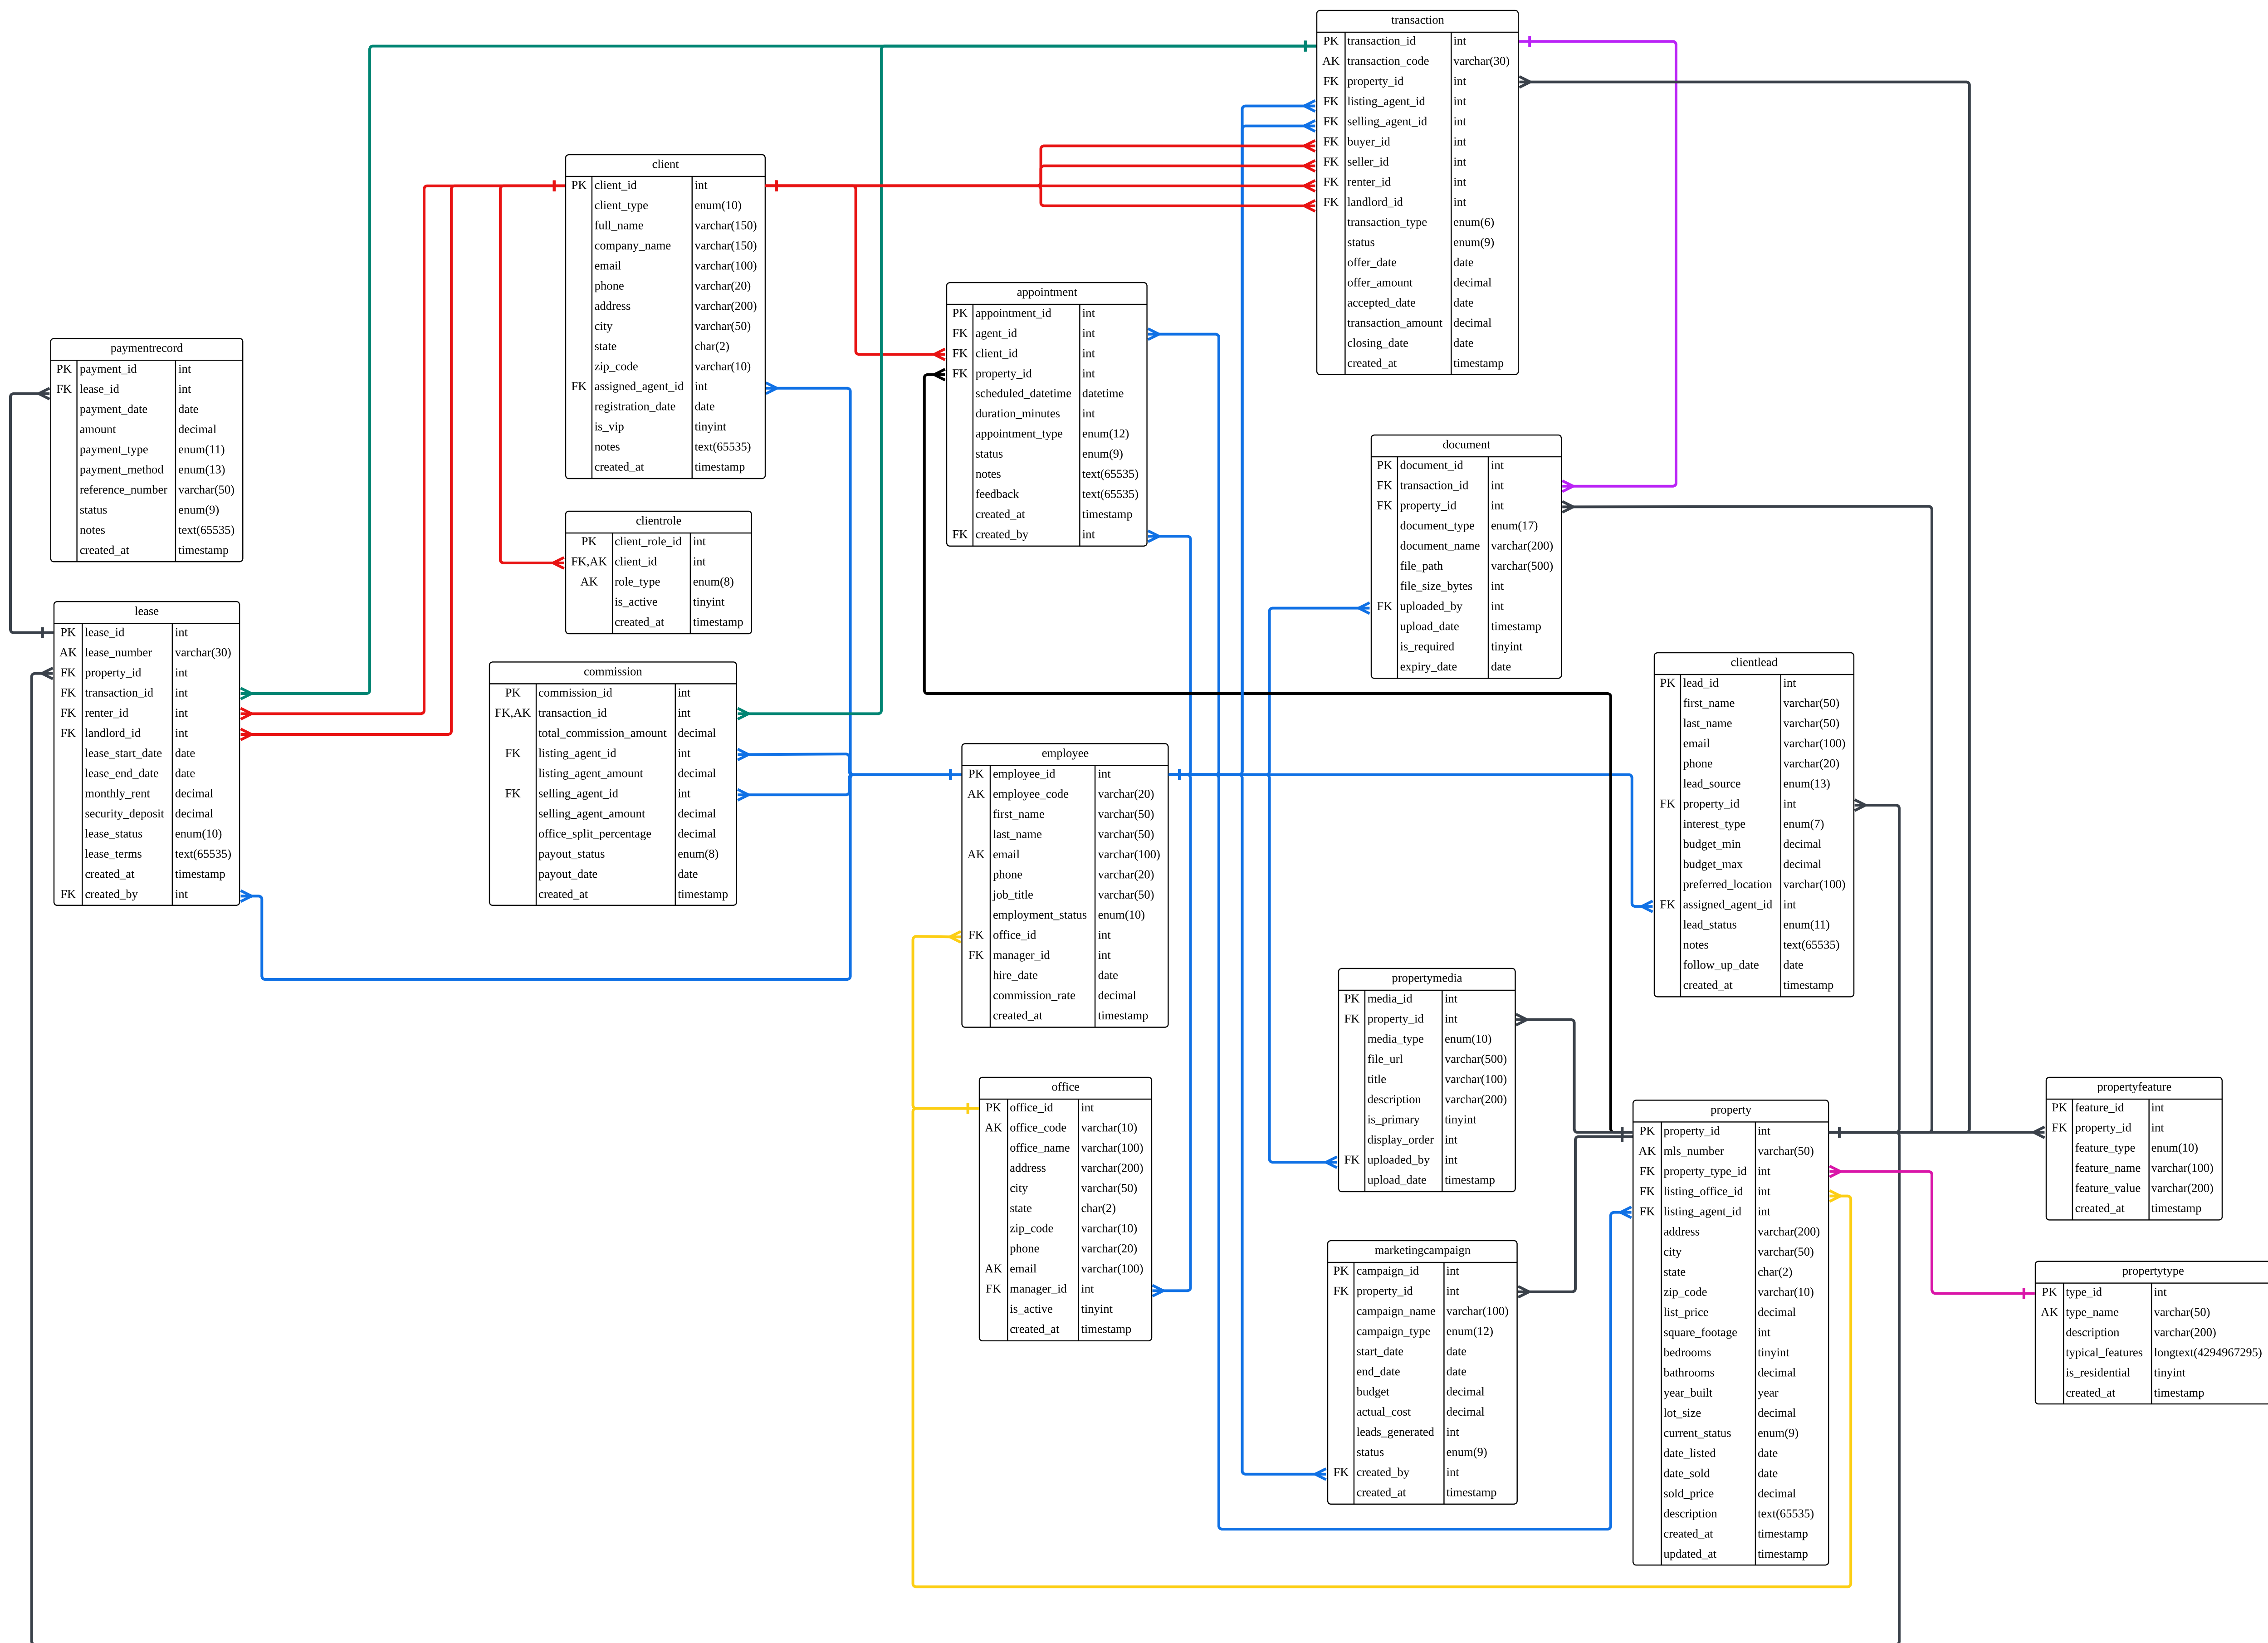 transaction
PK transaction_id int
AK transaction_code varchar(30)
FK property_id int
FK listing_agent_id int
FK selling_agent_id int
FK buyer_id int
FK seller_id int
FK renter_id int
FK landlord_id int
transaction_type enum(6)
status enum(9)
offer_date date
offer_amount decimal
accepted_date date
transaction_amount decimal
closing_date date
created_at timestamp
client
PK client_id int
client_type enum(10)
full_name varchar(150)
company_name varchar(150)
email varchar(100)
phone varchar(20)
address varchar(200)
city varchar(50)
state char(2)
zip_code varchar(10)
FK assigned_agent_id int
registration_date date
is_vip tinyint
notes text(65535)
created_at timestamp
appointment
PK appointment_id int
FK agent_id int
FK client_id int
FK property_id int
scheduled_datetime datetime
duration_minutes int
appointment_type enum(12)
status enum(9)
notes text(65535)
feedback text(65535)
created_at timestamp
FK created_by int
paymentrecord
PK payment_id int
FK lease_id int
payment_date date
amount decimal
payment_type enum(11)
payment_method enum(13)
reference_number varchar(50)
status enum(9)
notes text(65535)
created_at timestamp
document
PK document_id int
FK transaction_id int
FK property_id int
document_type enum(17)
document_name varchar(200)
file_path varchar(500)
file_size_bytes int
FK uploaded_by int
upload_date timestamp
is_required tinyint
expiry_date date
clientrole
PK client_role_id int
FK,AK client_id int
AK role_type enum(8)
is_active tinyint
created_at timestamp
lease
PK lease_id int
AK lease_number varchar(30)
FK property_id int
FK transaction_id int
FK renter_id int
FK landlord_id int
lease_start_date date
lease_end_date date
monthly_rent decimal
security_deposit decimal
lease_status enum(10)
lease_terms text(65535)
created_at timestamp
FK created_by int
commission
PK commission_id int
FK,AK transaction_id int
total_commission_amount decimal
FK listing_agent_id int
listing_agent_amount decimal
FK selling_agent_id int
selling_agent_amount decimal
office_split_percentage decimal
payout_status enum(8)
payout_date date
created_at timestamp
clientlead
PK lead_id int
first_name varchar(50)
last_name varchar(50)
email varchar(100)
phone varchar(20)
lead_source enum(13)
FK property_id int
interest_type enum(7)
budget_min decimal
budget_max decimal
preferred_location varchar(100)
FK assigned_agent_id int
lead_status enum(11)
notes text(65535)
follow_up_date date
created_at timestamp
employee
PK employee_id int
AK employee_code varchar(20)
first_name varchar(50)
last_name varchar(50)
AK email varchar(100)
phone varchar(20)
job_title varchar(50)
employment_status enum(10)
FK office_id int
FK manager_id int
hire_date date
commission_rate decimal
created_at timestamp
propertymedia
PK media_id int
FK property_id int
media_type enum(10)
file_url varchar(500)
title varchar(100)
description varchar(200)
is_primary tinyint
display_order int
FK uploaded_by int
upload_date timestamp
office
PK office_id int
AK office_code varchar(10)
office_name varchar(100)
address varchar(200)
city varchar(50)
state char(2)
zip_code varchar(10)
phone varchar(20)
AK email varchar(100)
FK manager_id int
is_active tinyint
created_at timestamp
property
PK property_id int
AK mls_number varchar(50)
FK property_type_id int
FK listing_office_id int
FK listing_agent_id int
address varchar(200)
city varchar(50)
state char(2)
zip_code varchar(10)
list_price decimal
square_footage int
bedrooms tinyint
bathrooms decimal
year_built year
lot_size decimal
current_status enum(9)
date_listed date
date_sold date
sold_price decimal
description text(65535)
created_at timestamp
updated_at timestamp
propertyfeature
PK feature_id int
FK property_id int
feature_type enum(10)
feature_name varchar(100)
feature_value varchar(200)
created_at timestamp
marketingcampaign
PK campaign_id int
FK property_id int
campaign_name varchar(100)
campaign_type enum(12)
start_date date
end_date date
budget decimal
actual_cost decimal
leads_generated int
status enum(9)
FK created_by int
created_at timestamp
propertytype
PK type_id int
AK type_name varchar(50)
description varchar(200)
typical_features longtext(4294967295)
is_residential tinyint
created_at timestamp